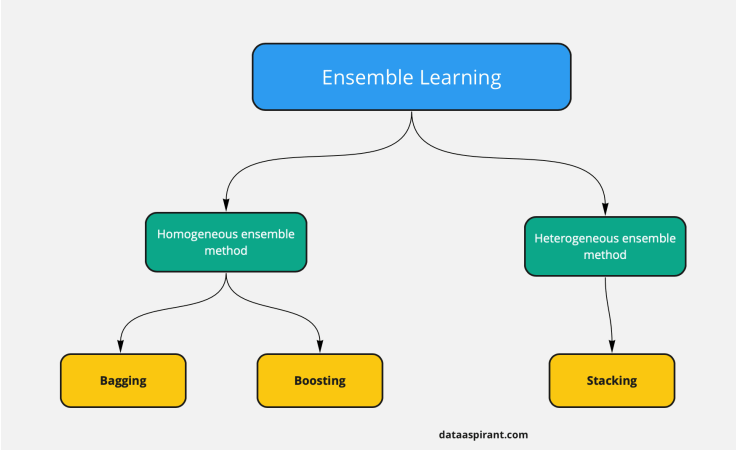 Ensemble Learning
Homogeneous ensemble
method
Heterogeneous ensemble
method
Bagging
Boosting
Stacking
dataaspirant.com